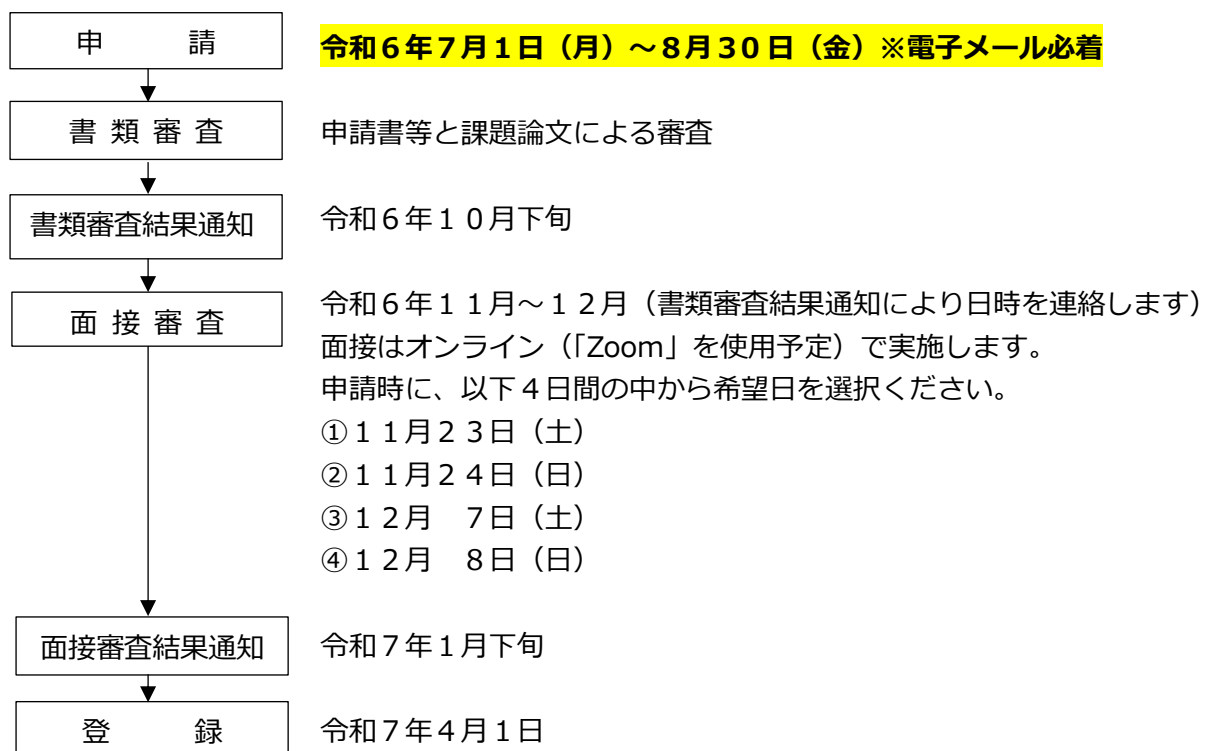 申　　請
令和６年７月１日（月）～８月３０日（金）※電子メール必着
書 類 審 査
申請書等と課題論文による審査
書類審査結果通知
令和６年１０月下旬
面 接 審 査
令和６年１１月～１２月（書類審査結果通知により日時を連絡します）
面接はオンライン（「Zoom」を使用予定）で実施します。
申請時に、以下４日間の中から希望日を選択ください。
①１１月２３日（土）
②１１月２４日（日）
③１２月　７日（土）
④１２月　８日（日）
面接審査結果通知
令和７年１月下旬
登　　録
令和７年４月１日